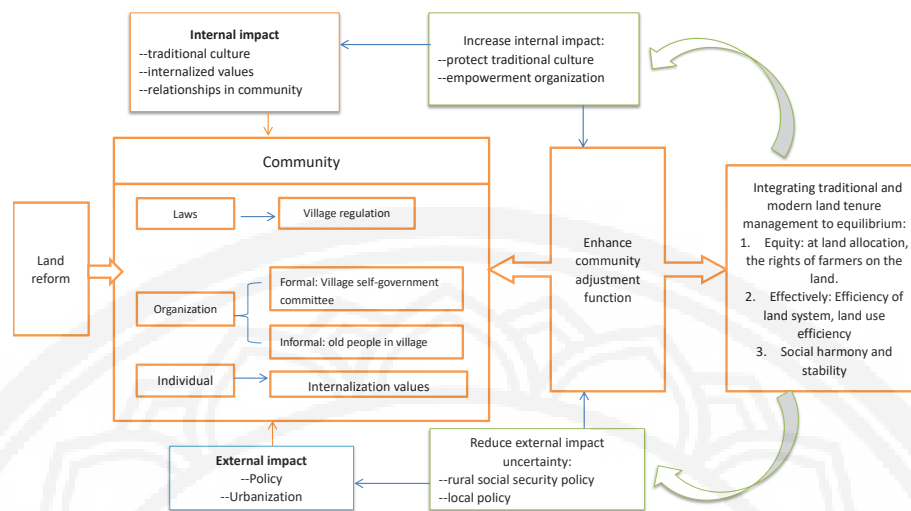 Internal impact
--traditional culture
--internalized values
--relationships in community
Increase internal impact:
--protect traditional culture
--empowerment organization
Land
reform
Community
Laws
Village regulation
Organization
Formal: Village self-government
committee
Informal: old people in village
Individual
Internalization values
Enhance
community
adjustment
function
Integrating traditional and
modern land tenure
management to equilibrium:
1. Equity: at land allocation,
the rights of farmers on the
land.
2. Effectively: Efficiency of
land system, land use
efficiency
3. Social harmony and
stability
External impact
--Policy
--Urbanization
Reduce external impact
uncertainty:
--rural social security policy
--local policy